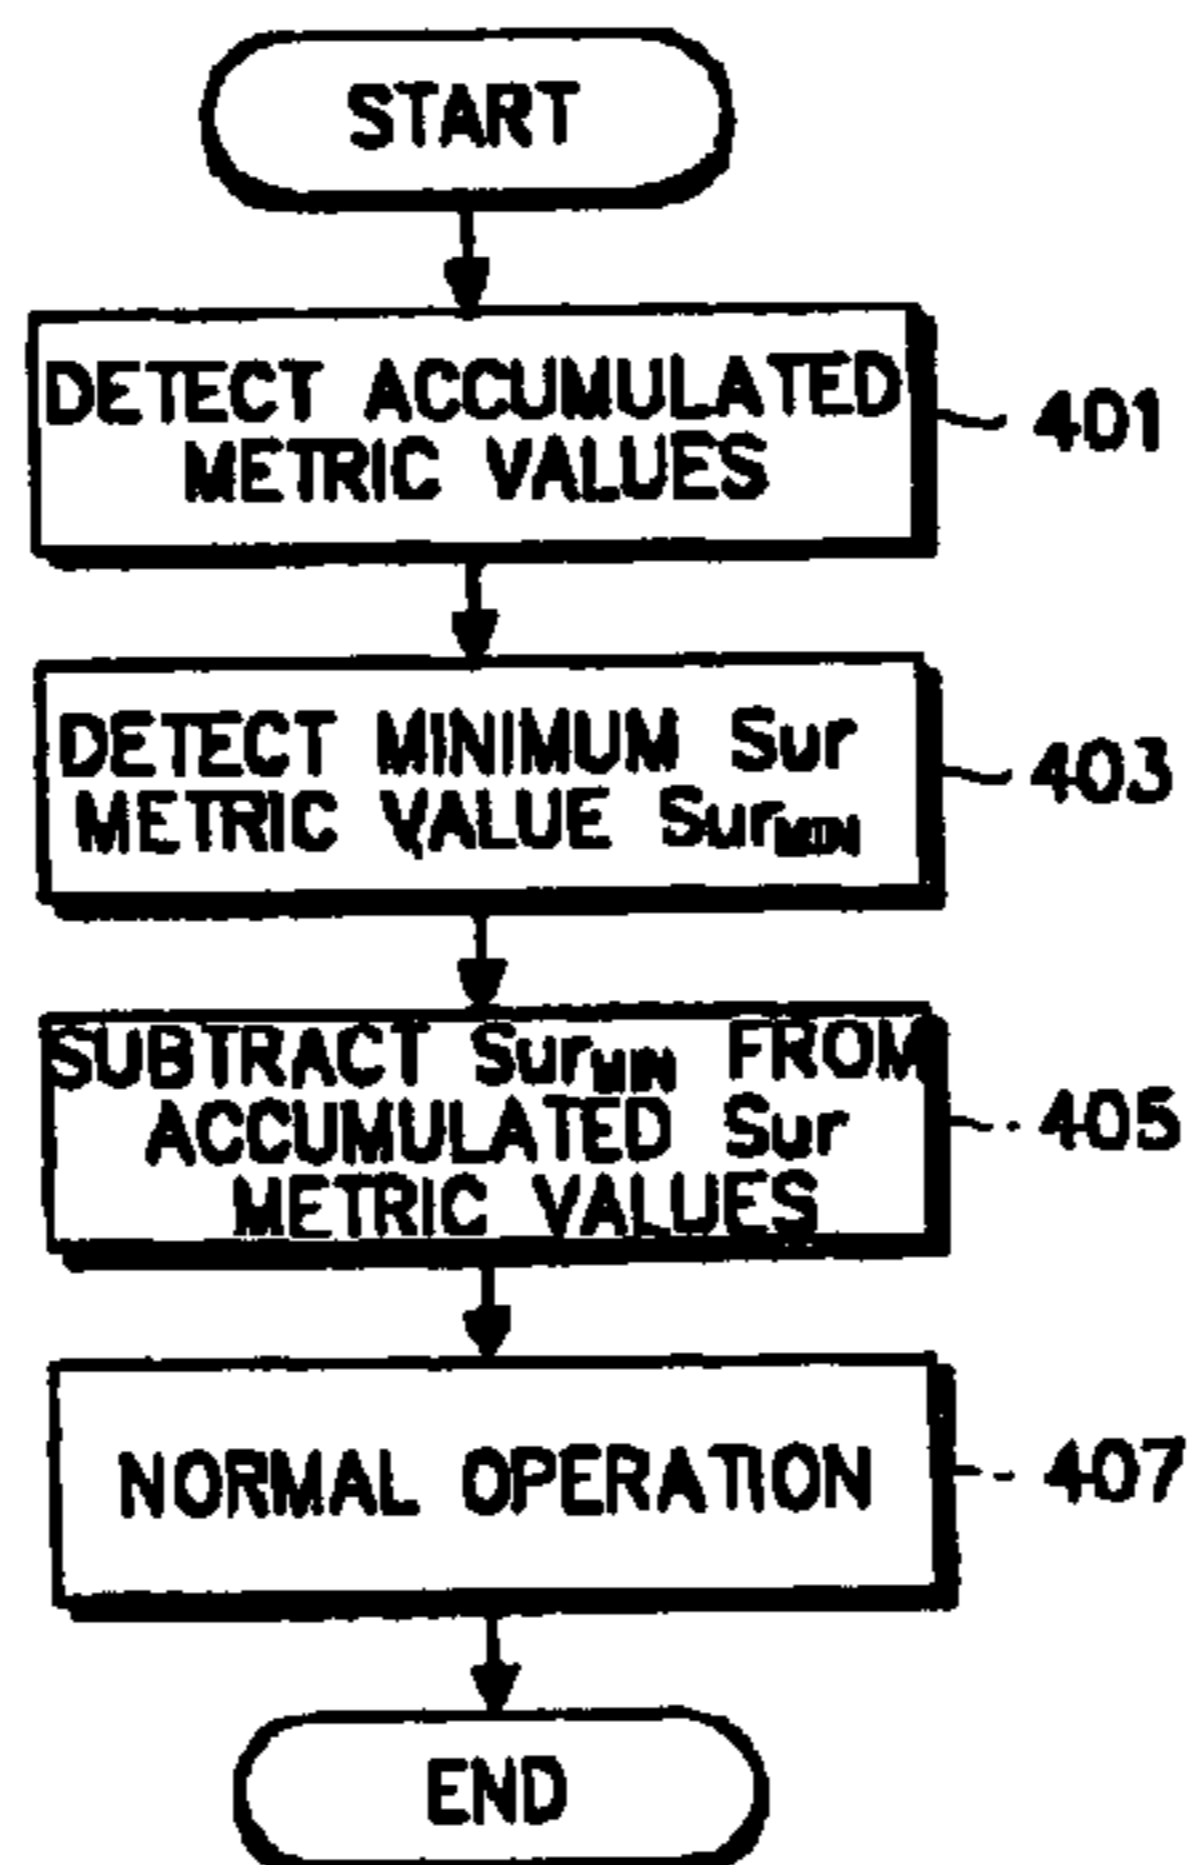 START
DETECT ACCUMULATED
METRIC VALUES
401
DETECT MINIMUM Sur
METRIC VALUE SurMIN
403
SUBTRACT SurMIN FROM
ACCUMULATED Sur
METRIC VALUES
405
NORMAL OPERATION
407
END